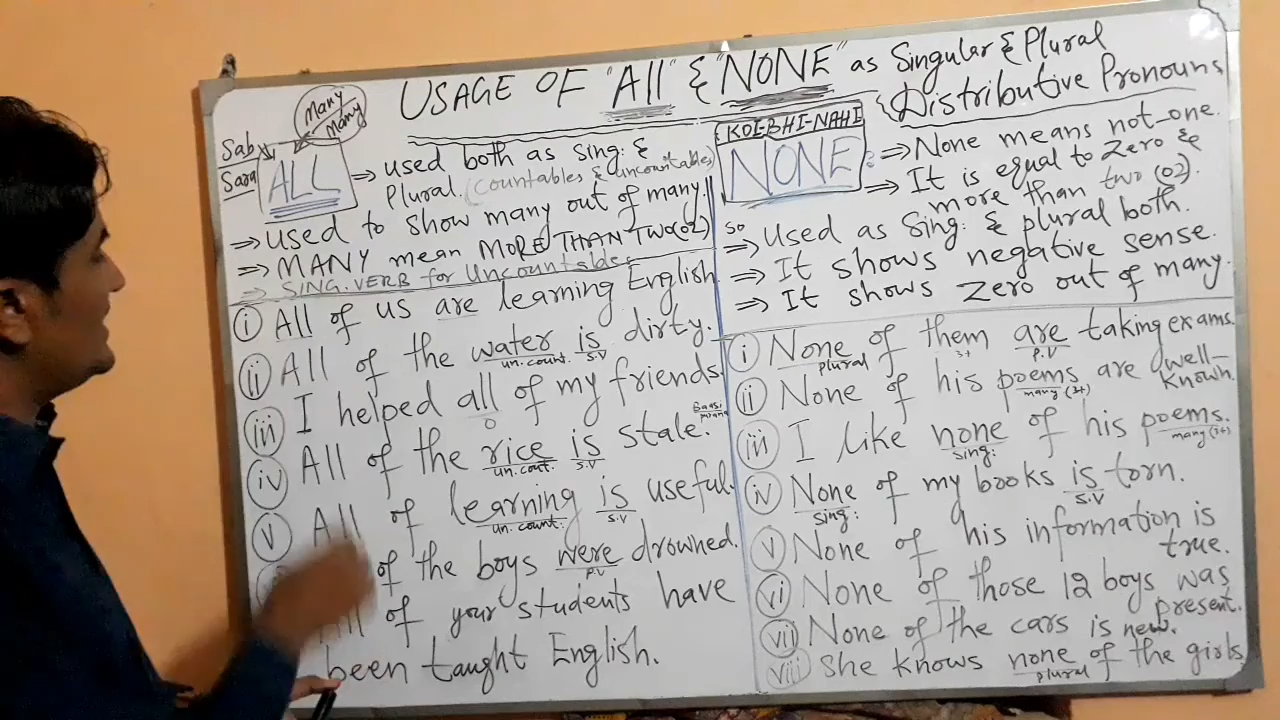 USAGE OF "All" & "NONE" as Singular & Plural
Distributive Pronouns
Many
Many
Sab
Sara
ALL
⇒ used both as Sing: &
Plural. (Countables & uncountables)
⇒ used to show many out of many
⇒ MANY mean MORE THAN TWO(02)
⇒ SING.VERB for Uncountables
(i) All of us are learning English
(ii) All of the water is dirty.
un.count. S.V
(iii) I helped all of my friends.
O
(iv) All of the rice is stale.
un.cout. S.V
(v) All of learning is useful.
un.count: S.V
of the boys were drowned.
P.V
All of your students have
been taught English.
KOI-BHI-NAHI
NONE
⇒ None means not-one.
⇒ It is equal to Zero &
more than two (02).
so
⇒ Used as Sing: & plural both.
⇒ It shows negative sense.
⇒ It shows Zero out of many.
(i) None of them are taking exams.
plural 3+ P.V
(ii) None of his poems are well-
known.
many (3+)
(iii) I like none of his poems.
sing: many (3+)
(iv) None of my books is torn.
sing: S.V
(v) None of his information is
true.
(vi) None of those 12 boys was
present.
(vii) None of the cars is new.
(viii) She knows none of the girls
plural